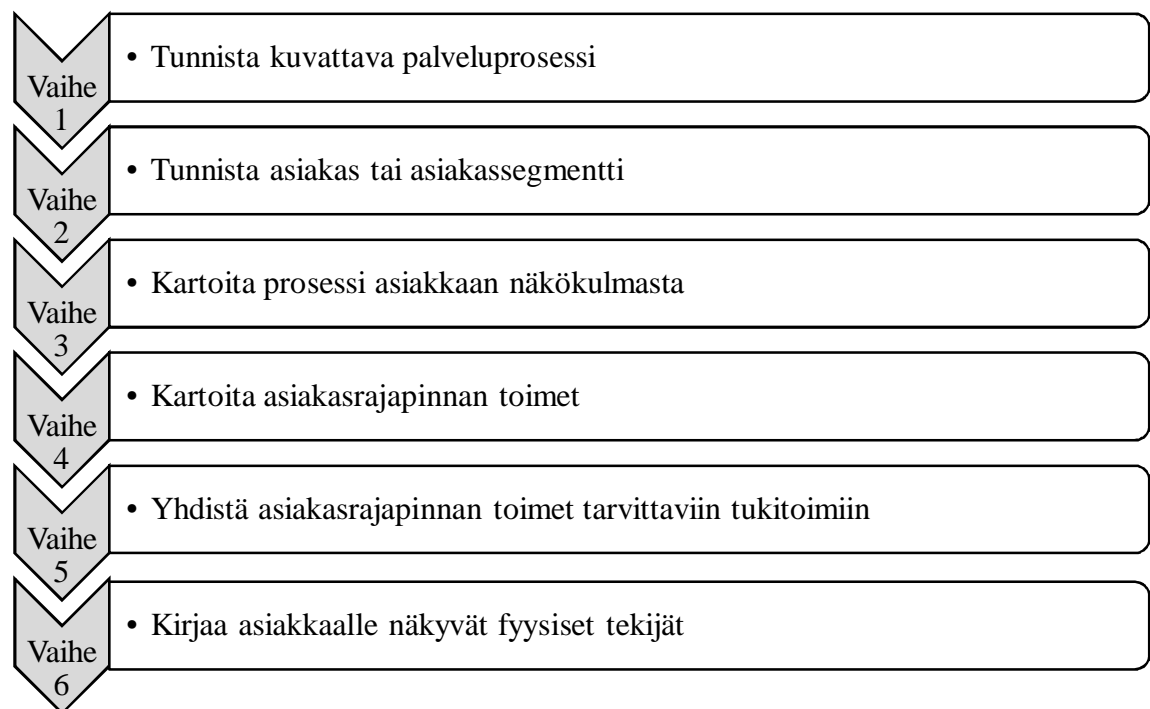 Vaihe
1
• Tunnista kuvattava palveluprosessi
Vaihe
2
• Tunnista asiakas tai asiakassegmentti
Vaihe
3
• Kartoita prosessi asiakkaan näkökulmasta
Vaihe
4
• Kartoita asiakasrajapinnan toimet
Vaihe
5
• Yhdistä asiakasrajapinnan toimet tarvittaviin tukitoimiin
Vaihe
6
• Kirjaa asiakkaalle näkyvät fyysiset tekijät